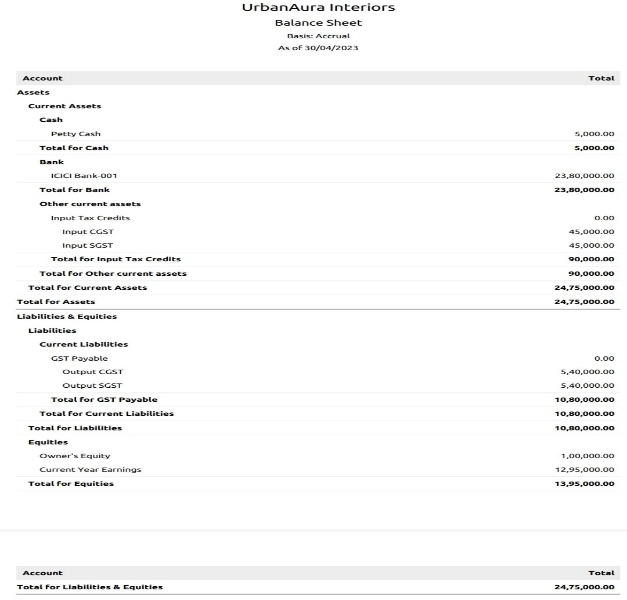 UrbanAura Interiors
Balance Sheet
Basis: Accrual
As of 30/04/2023
Account Total
Assets
Current Assets
Cash
Petty Cash 5,000.00
Total for Cash 5,000.00
Bank
ICICI Bank-001 23,80,000.00
Total for Bank 23,80,000.00
Other current assets
Input Tax Credits 0.00
Input CGST 45,000.00
Input SGST 45,000.00
Total for Input Tax Credits 90,000.00
Total for Other current assets 90,000.00
Total for Current Assets 24,75,000.00
Total for Assets 24,75,000.00
Liabilities & Equities
Liabilities
Current Liabilities
GST Payable 0.00
Output CGST 5,40,000.00
Output SGST 5,40,000.00
Total for GST Payable 10,80,000.00
Total for Current Liabilities 10,80,000.00
Total for Liabilities 10,80,000.00
Equities
Owner's Equity 1,00,000.00
Current Year Earnings 12,95,000.00
Total for Equities 13,95,000.00
Account Total
Total for Liabilities & Equities 24,75,000.00